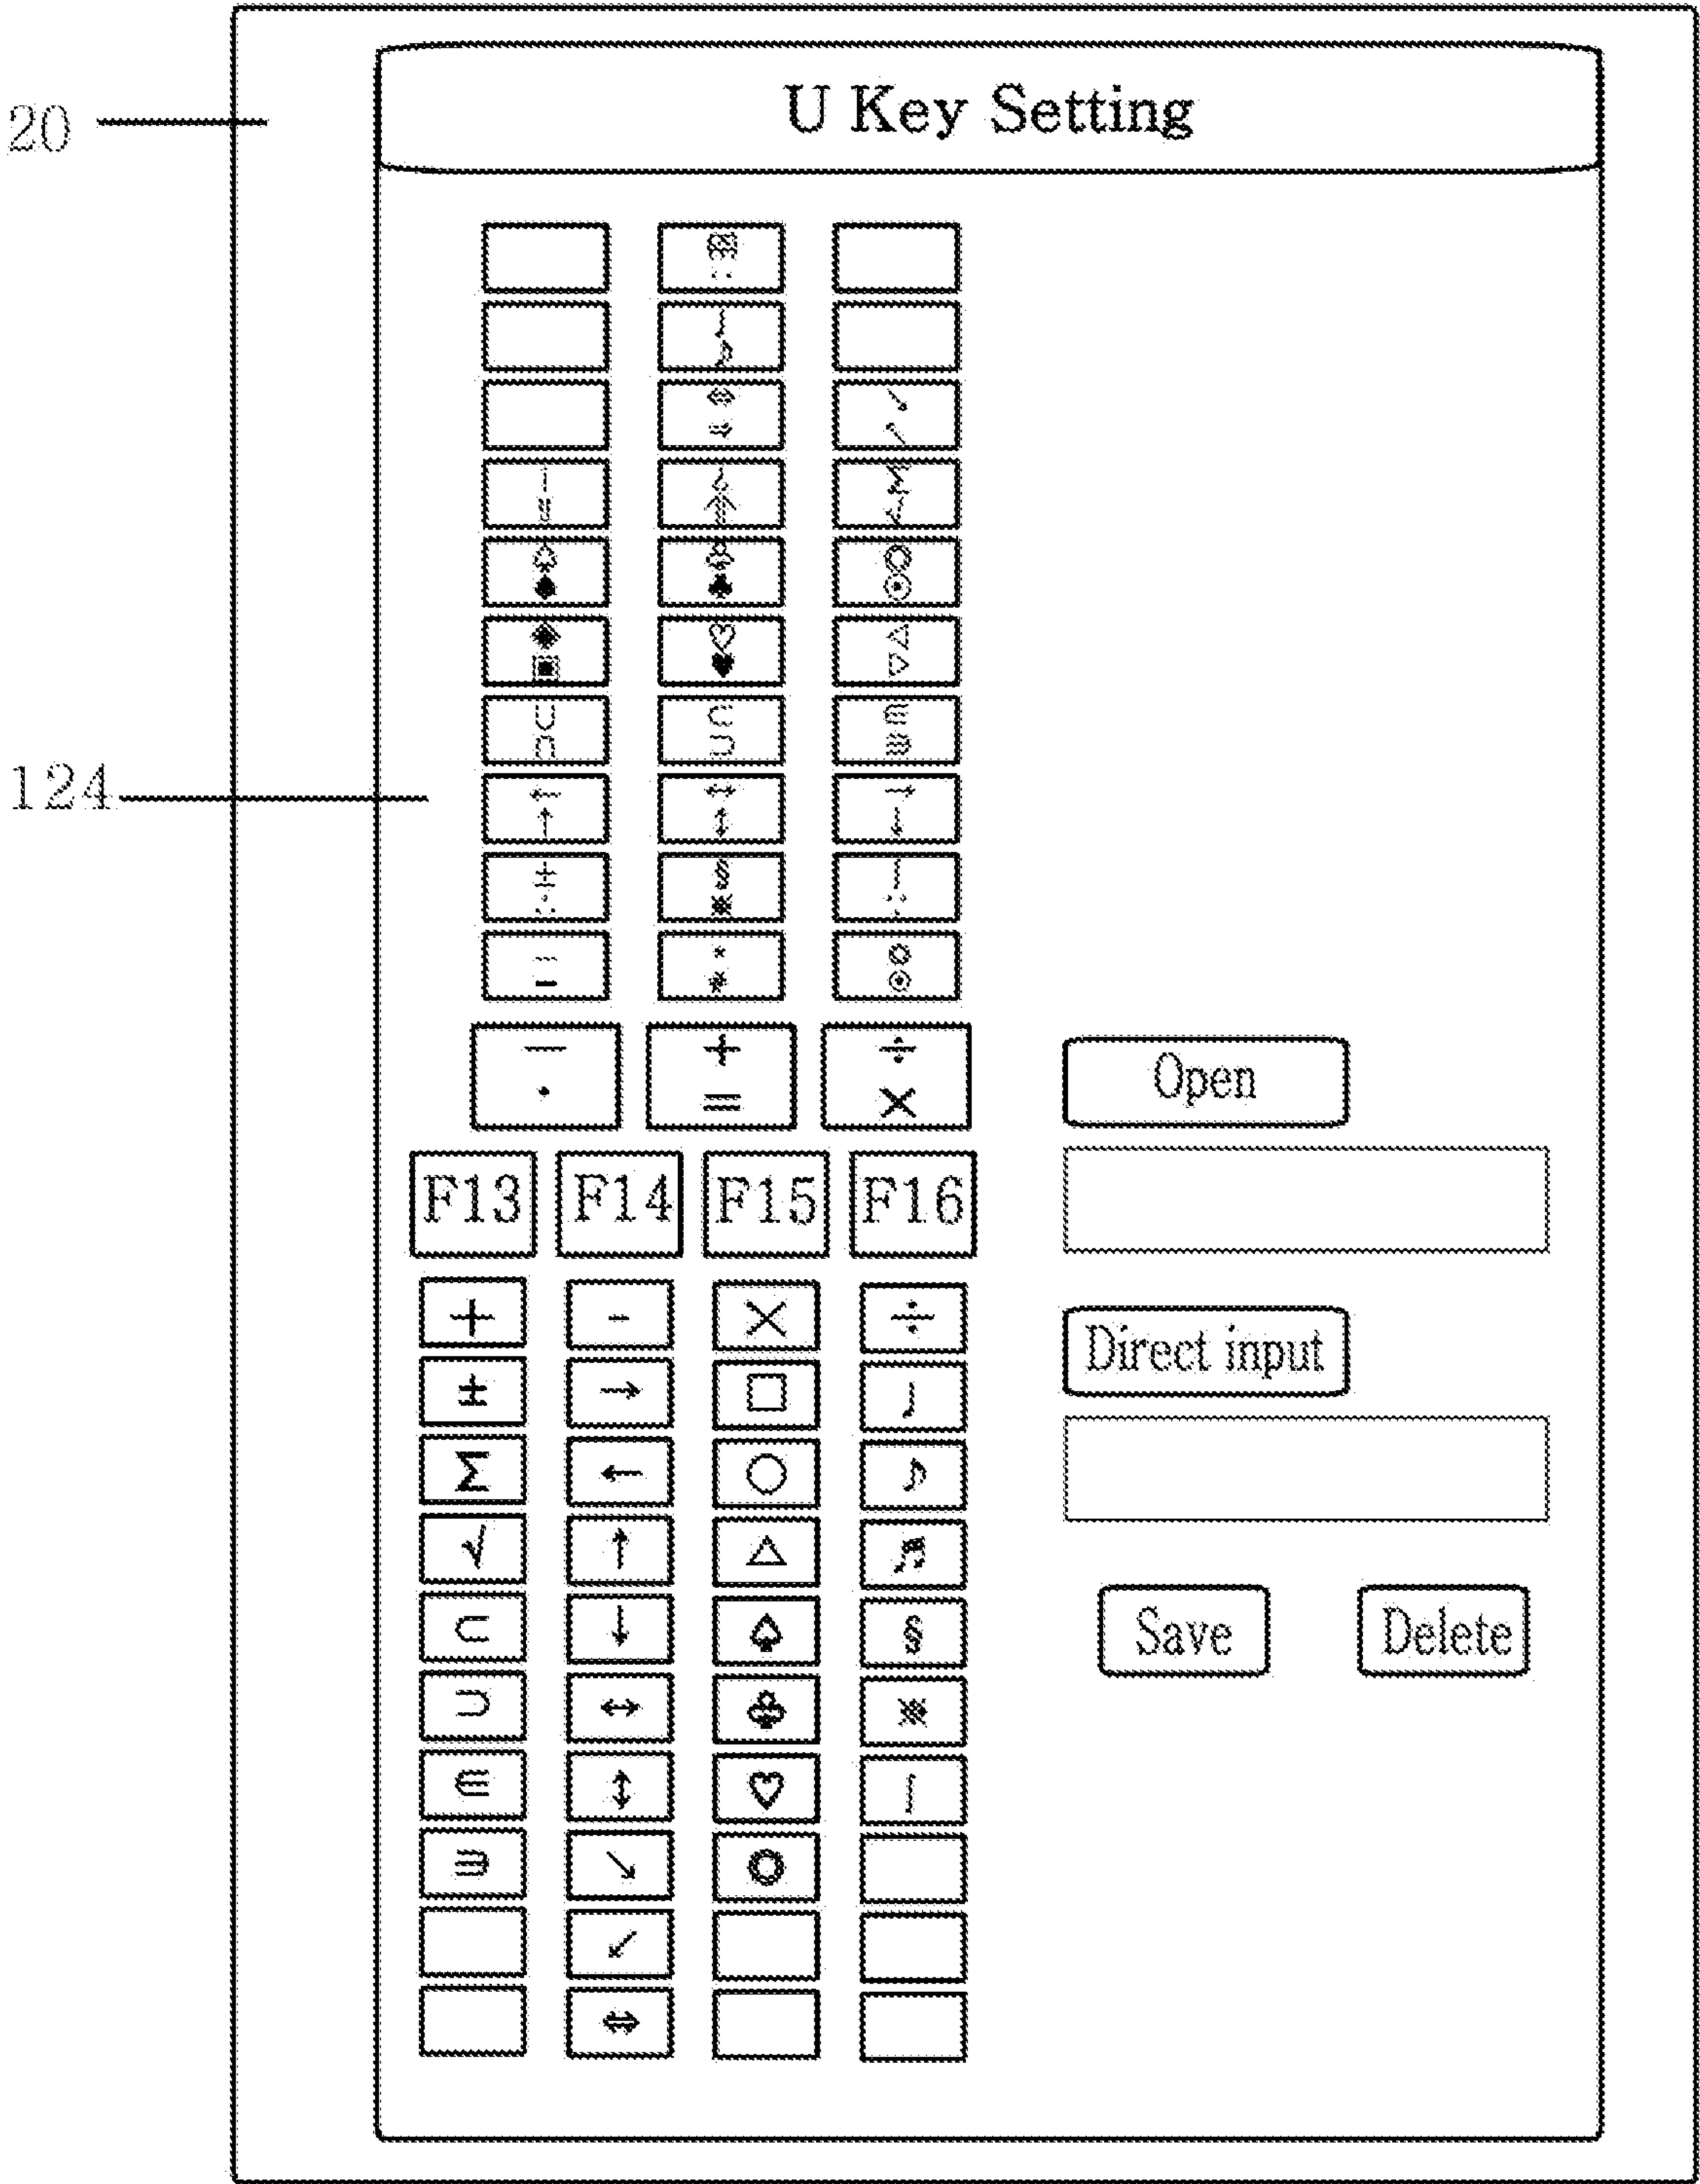 U Key Setting
20
124
− + ÷
· = ×
Open
F13 F14 F15 F16
+ - × ÷
Direct input
± → □ ♩
Σ ← ○ ♪
√ ↑ △ ♬
⊂ ↓ ♤ §
Save Delete
⊃ ↔ ♧ ※
∈ ↕ ♡ ∫
∋ ↘ ◎
↙
⇔